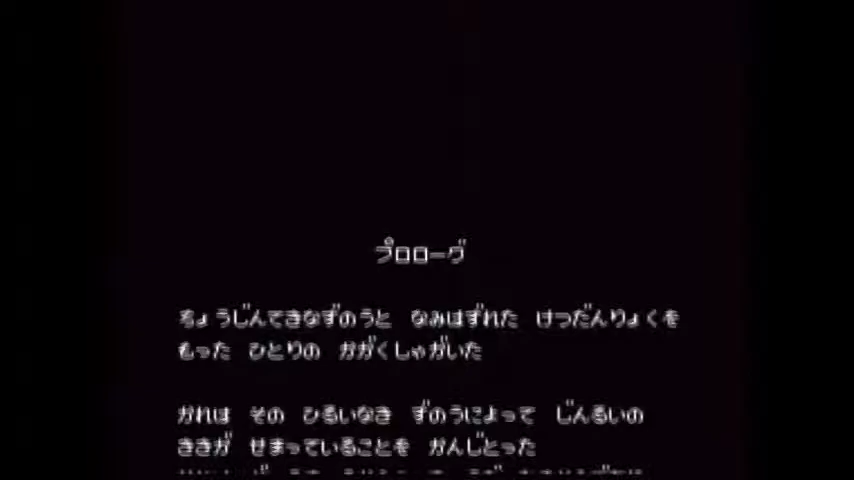 プロローグ
ちょうじんてきなずのうと なみはずれた けつだんりょくを
もった ひとりの かがくしゃがいた
かれは その ひるいなき ずのうによって じんるいの
ききが せまっていることを かんじとった